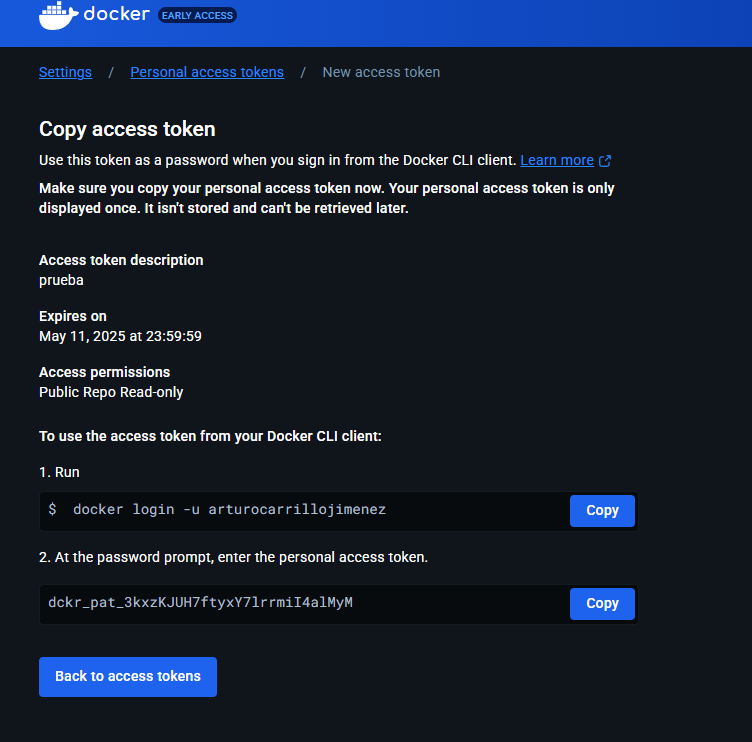 docker EARLY ACCESS
Settings / Personal access tokens / New access token
Copy access token
Use this token as a password when you sign in from the Docker CLI client. Learn more
Make sure you copy your personal access token now. Your personal access token is only
displayed once. It isn't stored and can't be retrieved later.
Access token description
prueba
Expires on
May 11, 2025 at 23:59:59
Access permissions
Public Repo Read-only
To use the access token from your Docker CLI client:
1. Run
$ docker login -u arturocarrillojimenez
Copy
2. At the password prompt, enter the personal access token.
dckr_pat_3kxzKJUH7ftyxY7lrrmiI4alMyM
Copy
Back to access tokens